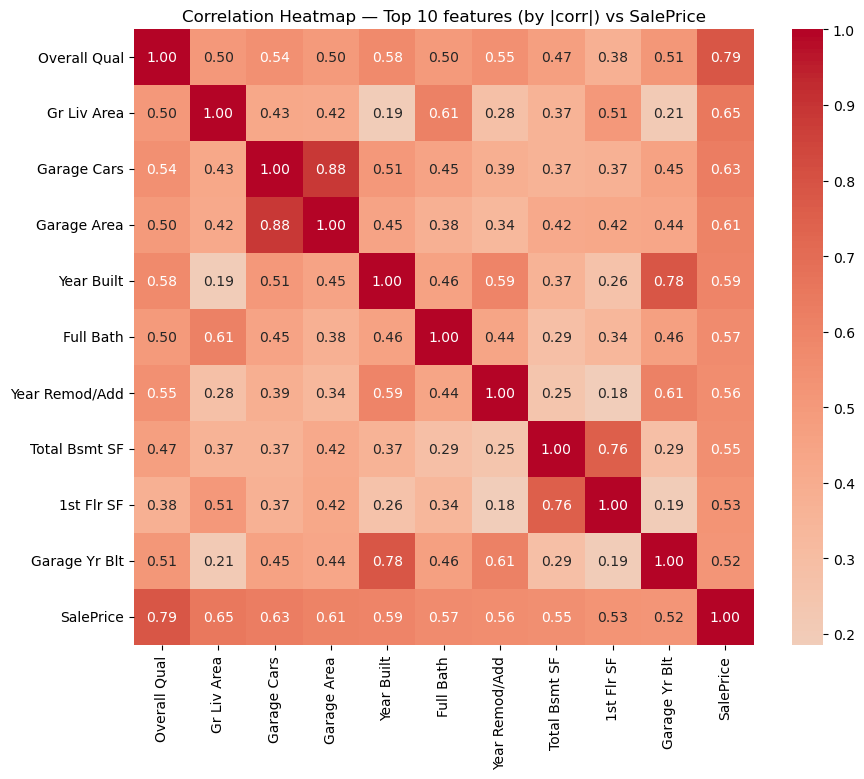 Correlation Heatmap — Top 10 features (by |corr|) vs SalePrice
Overall Qual 1.00 0.50 0.54 0.50 0.58 0.50 0.55 0.47 0.38 0.51 0.79
Gr Liv Area 0.50 1.00 0.43 0.42 0.19 0.61 0.28 0.37 0.51 0.21 0.65
Garage Cars 0.54 0.43 1.00 0.88 0.51 0.45 0.39 0.37 0.37 0.45 0.63
Garage Area 0.50 0.42 0.88 1.00 0.45 0.38 0.34 0.42 0.42 0.44 0.61
Year Built 0.58 0.19 0.51 0.45 1.00 0.46 0.59 0.37 0.26 0.78 0.59
Full Bath 0.50 0.61 0.45 0.38 0.46 1.00 0.44 0.29 0.34 0.46 0.57
Year Remod/Add 0.55 0.28 0.39 0.34 0.59 0.44 1.00 0.25 0.18 0.61 0.56
Total Bsmt SF 0.47 0.37 0.37 0.42 0.37 0.29 0.25 1.00 0.76 0.29 0.55
1st Flr SF 0.38 0.51 0.37 0.42 0.26 0.34 0.18 0.76 1.00 0.19 0.53
Garage Yr Blt 0.51 0.21 0.45 0.44 0.78 0.46 0.61 0.29 0.19 1.00 0.52
SalePrice 0.79 0.65 0.63 0.61 0.59 0.57 0.56 0.55 0.53 0.52 1.00
Overall Qual
Gr Liv Area
Garage Cars
Garage Area
Year Built
Full Bath
Year Remod/Add
Total Bsmt SF
1st Flr SF
Garage Yr Blt
SalePrice
1.0
0.9
0.8
0.7
0.6
0.5
0.4
0.3
0.2